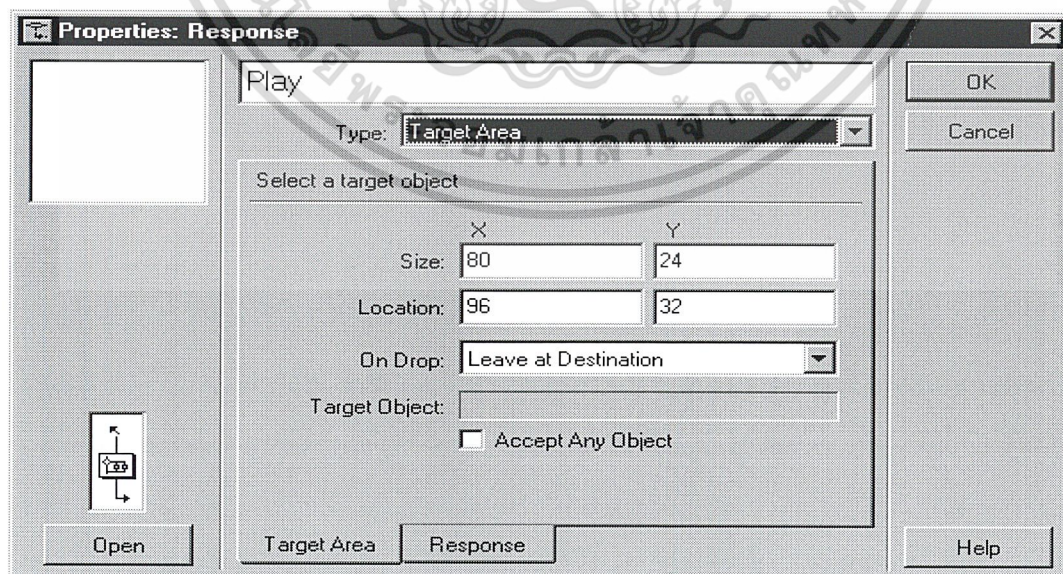 Properties: Response
Play
OK
Type: Target Area
Cancel
Select a target object
X Y
Size: 80 24
Location: 96 32
On Drop: Leave at Destination
Target Object:
Accept Any Object
Open
Target Area Response
Help